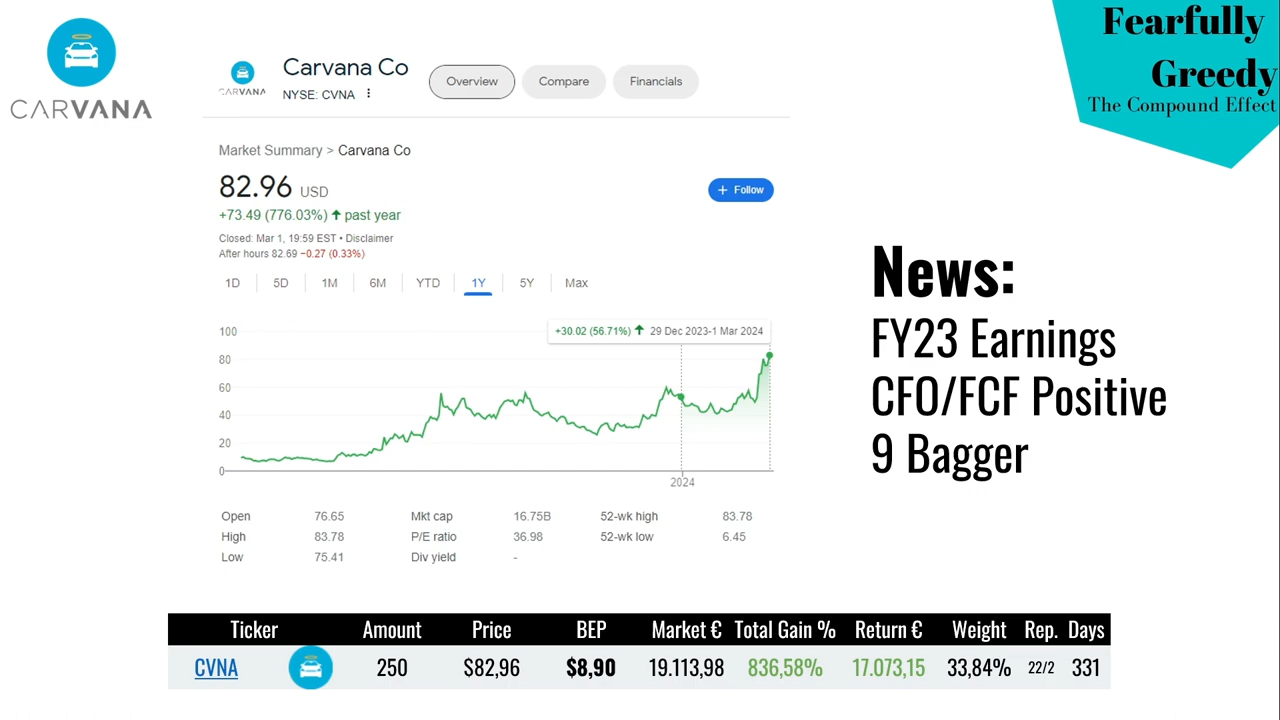 CARVANA
Fearfully
Greedy
The Compound Effect
CARVANA
Carvana Co
NYSE: CVNA
Overview
Compare
Financials
Market Summary > Carvana Co
82.96 USD
+ Follow
+73.49 (776.03%) ↑ past year
Closed: Mar 1, 19:59 EST • Disclaimer
After hours 82.69 −0.27 (0.33%)
1D 5D 1M 6M YTD 1Y 5Y Max
+30.02 (56.71%) ↑ 29 Dec 2023-1 Mar 2024
100
80
60
40
20
0
2024
Open 76.65 Mkt cap 16.75B 52-wk high 83.78
High 83.78 P/E ratio 36.98 52-wk low 6.45
Low 75.41 Div yield -
News:
FY23 Earnings
CFO/FCF Positive
9 Bagger
Ticker Amount Price BEP Market € Total Gain % Return € Weight Rep. Days
CVNA 250 $82,96 $8,90 19.113,98 836,58% 17.073,15 33,84% 22/2 331